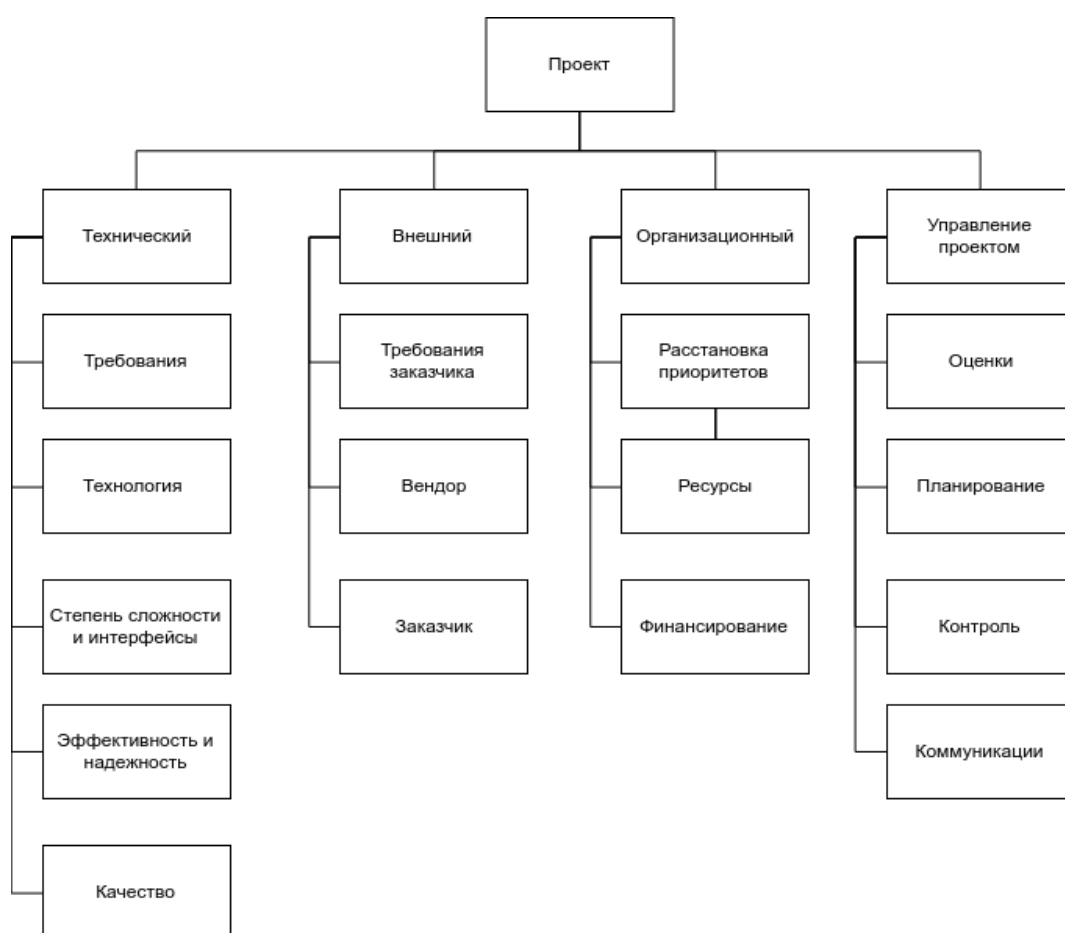 Проект
Технический
Внешний
Организационный
Управление
проектом
Требования
Требования
заказчика
Расстановка
приоритетов
Оценки
Технология
Вендор
Ресурсы
Планирование
Степень сложности
и интерфейсы
Заказчик
Финансирование
Контроль
Эффективность и
надежность
Коммуникации
Качество